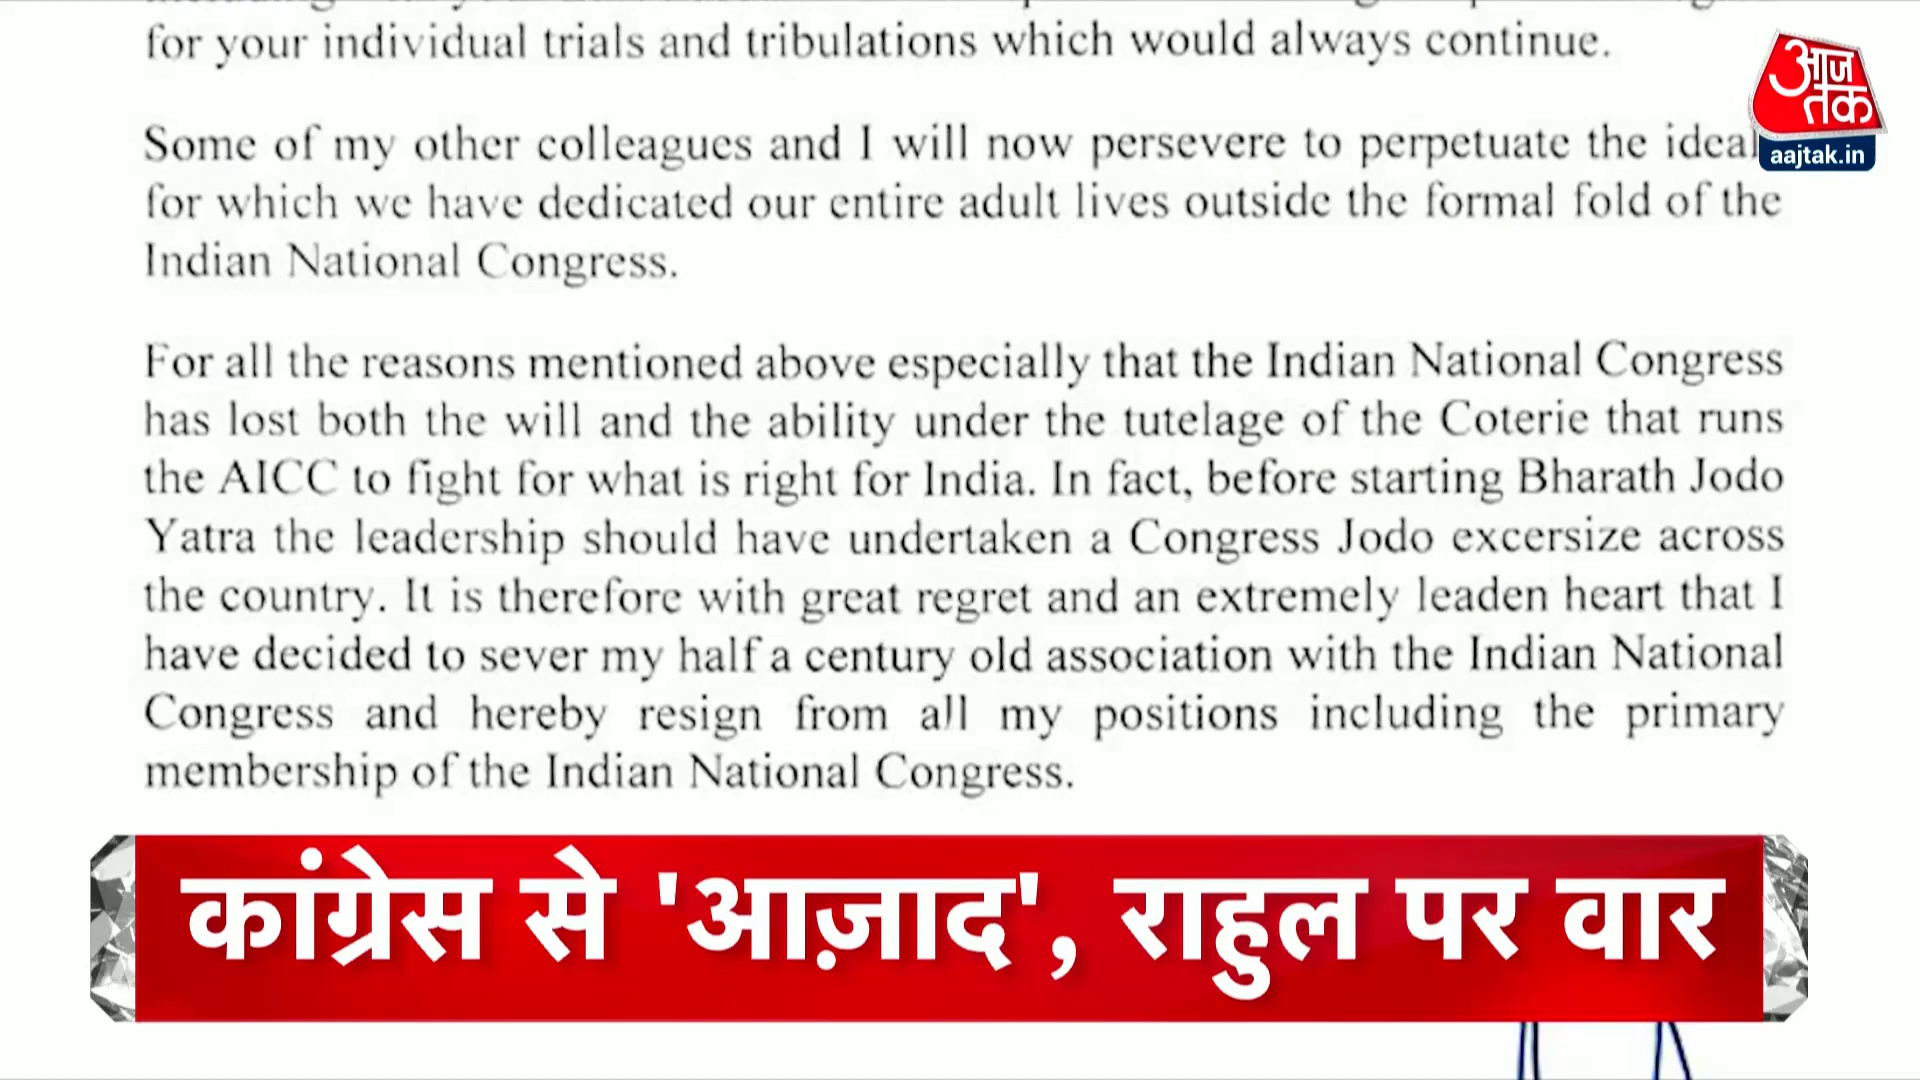 for your individual trials and tribulations which would always continue.
आज
तक
aajtak.in
Some of my other colleagues and I will now persevere to perpetuate the ideal
for which we have dedicated our entire adult lives outside the formal fold of the
Indian National Congress.
For all the reasons mentioned above especially that the Indian National Congress
has lost both the will and the ability under the tutelage of the Coterie that runs
the AICC to fight for what is right for India. In fact, before starting Bharath Jodo
Yatra the leadership should have undertaken a Congress Jodo excersize across
the country. It is therefore with great regret and an extremely leaden heart that I
have decided to sever my half a century old association with the Indian National
Congress and hereby resign from all my positions including the primary
membership of the Indian National Congress.
कांग्रेस से 'आज़ाद', राहुल पर वार